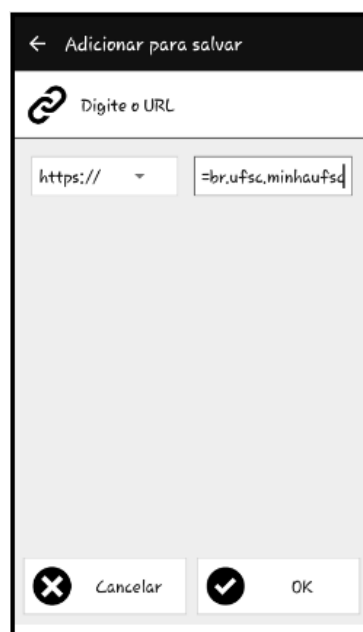 Adicionar para salvar
Digite o URL
https://
=br.ufsc.minhaufsc
Cancelar
OK